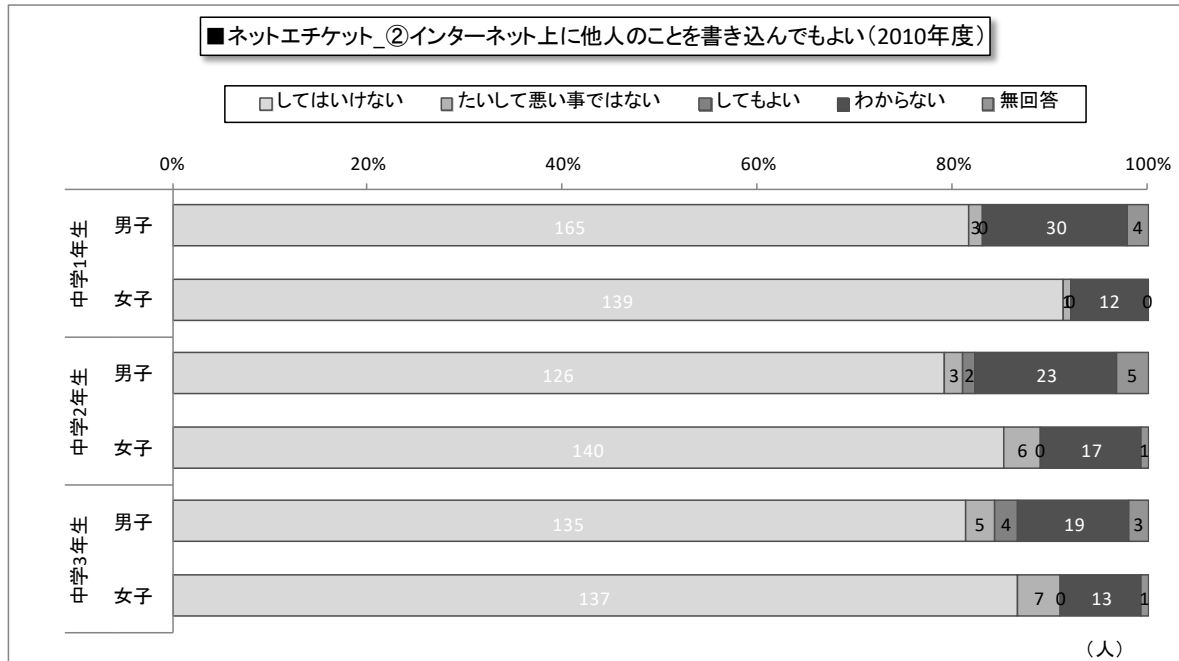 ■ネットエチケット_②インターネット上に他人のことを書き込んでもよい（2010年度）
してはいけない たいして悪い事ではない してもよい わからない 無回答
0% 20% 40% 60% 80% 100%
中学1年生
男子 165 3 0 30 4
女子 139 1 0 12 0
中学2年生
男子 126 3 2 23 5
女子 140 6 0 17 1
中学3年生
男子 135 5 4 19 3
女子 137 7 0 13 1
（人）